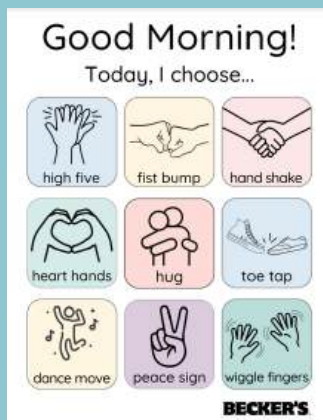 Good Morning!
Today, I choose...
high five
fist bump
hand shake
heart hands
hug
toe tap
dance move
peace sign
wiggle fingers
BECKER'S